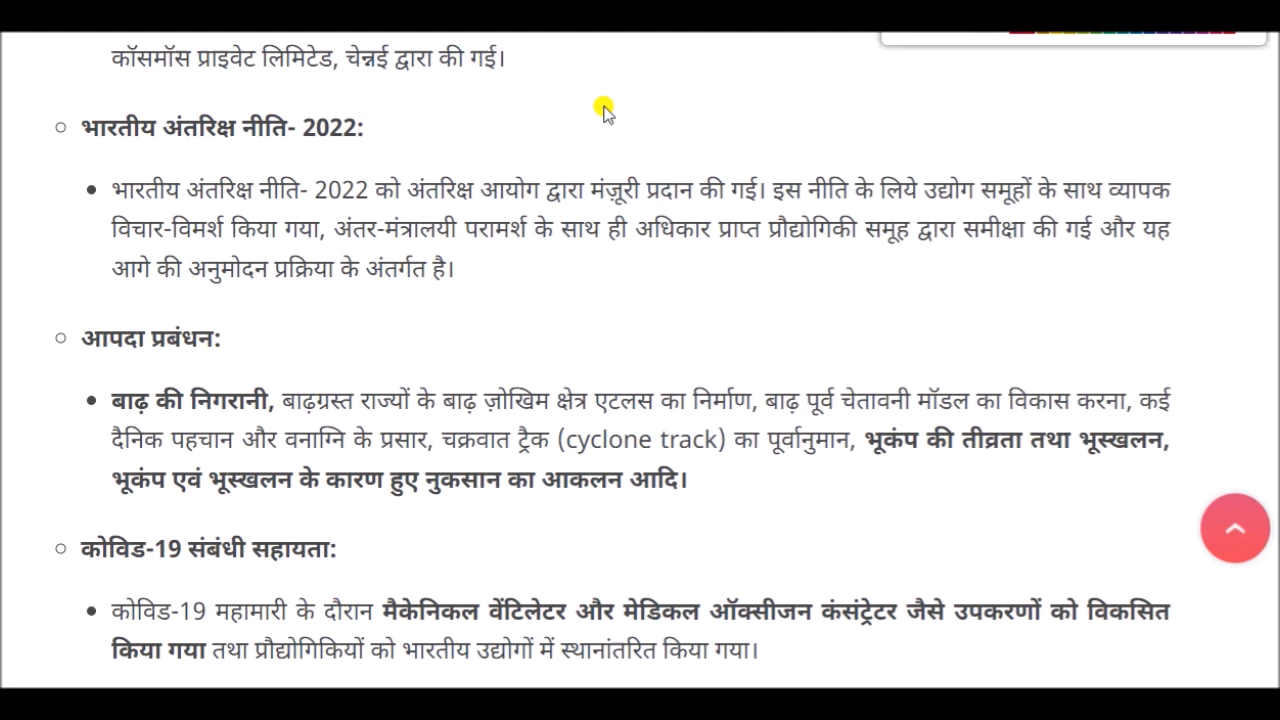 कॉसमॉस प्राइवेट लिमिटेड, चेन्नई द्वारा की गई।
भारतीय अंतरिक्ष नीति- 2022:
भारतीय अंतरिक्ष नीति- 2022 को अंतरिक्ष आयोग द्वारा मंज़ूरी प्रदान की गई। इस नीति के लिये उद्योग समूहों के साथ व्यापक
विचार-विमर्श किया गया, अंतर-मंत्रालयी परामर्श के साथ ही अधिकार प्राप्त प्रौद्योगिकी समूह द्वारा समीक्षा की गई और यह
आगे की अनुमोदन प्रक्रिया के अंतर्गत है।
आपदा प्रबंधन:
बाढ़ की निगरानी, बाढ़ग्रस्त राज्यों के बाढ़ ज़ोखिम क्षेत्र एटलस का निर्माण, बाढ़ पूर्व चेतावनी मॉडल का विकास करना, कई
दैनिक पहचान और वनाग्नि के प्रसार, चक्रवात ट्रैक (cyclone track) का पूर्वानुमान, भूकंप की तीव्रता तथा भूस्खलन,
भूकंप एवं भूस्खलन के कारण हुए नुकसान का आकलन आदि।
कोविड-19 संबंधी सहायता:
कोविड-19 महामारी के दौरान मैकेनिकल वेंटिलेटर और मेडिकल ऑक्सीजन कंसंट्रेटर जैसे उपकरणों को विकसित
किया गया तथा प्रौद्योगिकियों को भारतीय उद्योगों में स्थानांतरित किया गया।